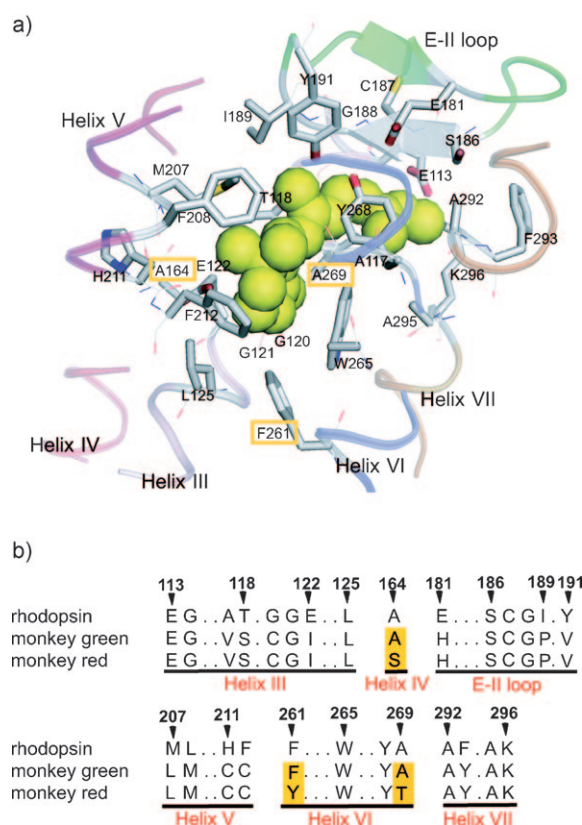 a)
E-II loop
Y191
C187
E181
I189
G188
S186
Helix V
E113
M207
T118
A292
F208
Y268
F293
H211
A164
E122
A269
A117
K296
F212
A295
G120
G121
W265
L125
Helix VII
Helix IV
F261
Helix VI
Helix III
b)
113 118 122 125 164 181 186 189 191
rhodopsin E G . . A T . G G E . . L A E . . . S C G I . Y
monkey green E G . . V S . C G I . . L A H . . . S C G P . V
monkey red E G . . V S . C G I . . L S H . . . S C G P . V
Helix III Helix IV E-II loop
207 211 261 265 269 292 296
rhodopsin M L . . H F F . . . W . . Y A A F . A K
monkey green L M . . C C F . . . W . . Y A A Y . A K
monkey red L M . . C C Y . . . W . . Y T A Y . A K
Helix V Helix VI Helix VII